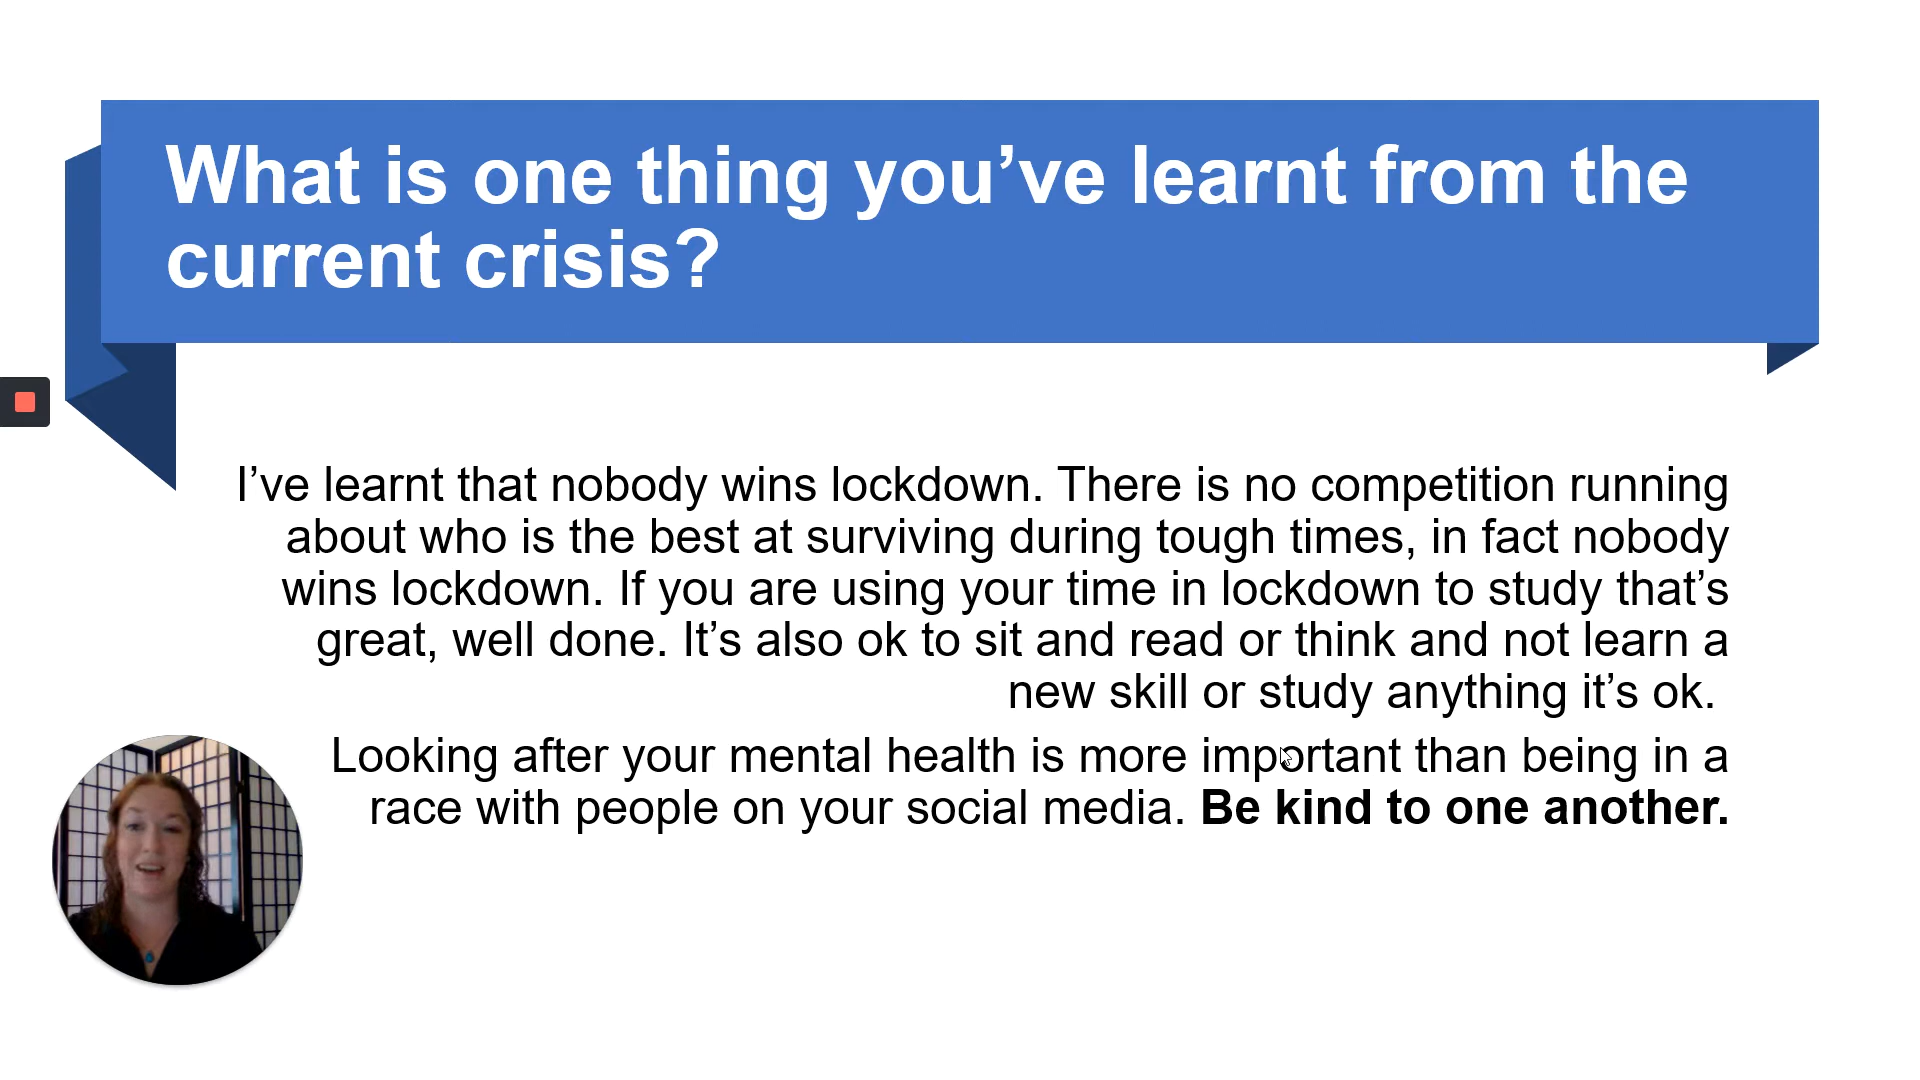 What is one thing you’ve learnt from the
current crisis?
I’ve learnt that nobody wins lockdown. There is no competition running
about who is the best at surviving during tough times, in fact nobody
wins lockdown. If you are using your time in lockdown to study that’s
great, well done. It’s also ok to sit and read or think and not learn a
new skill or study anything it’s ok.
Looking after your mental health is more important than being in a
race with people on your social media. Be kind to one another.